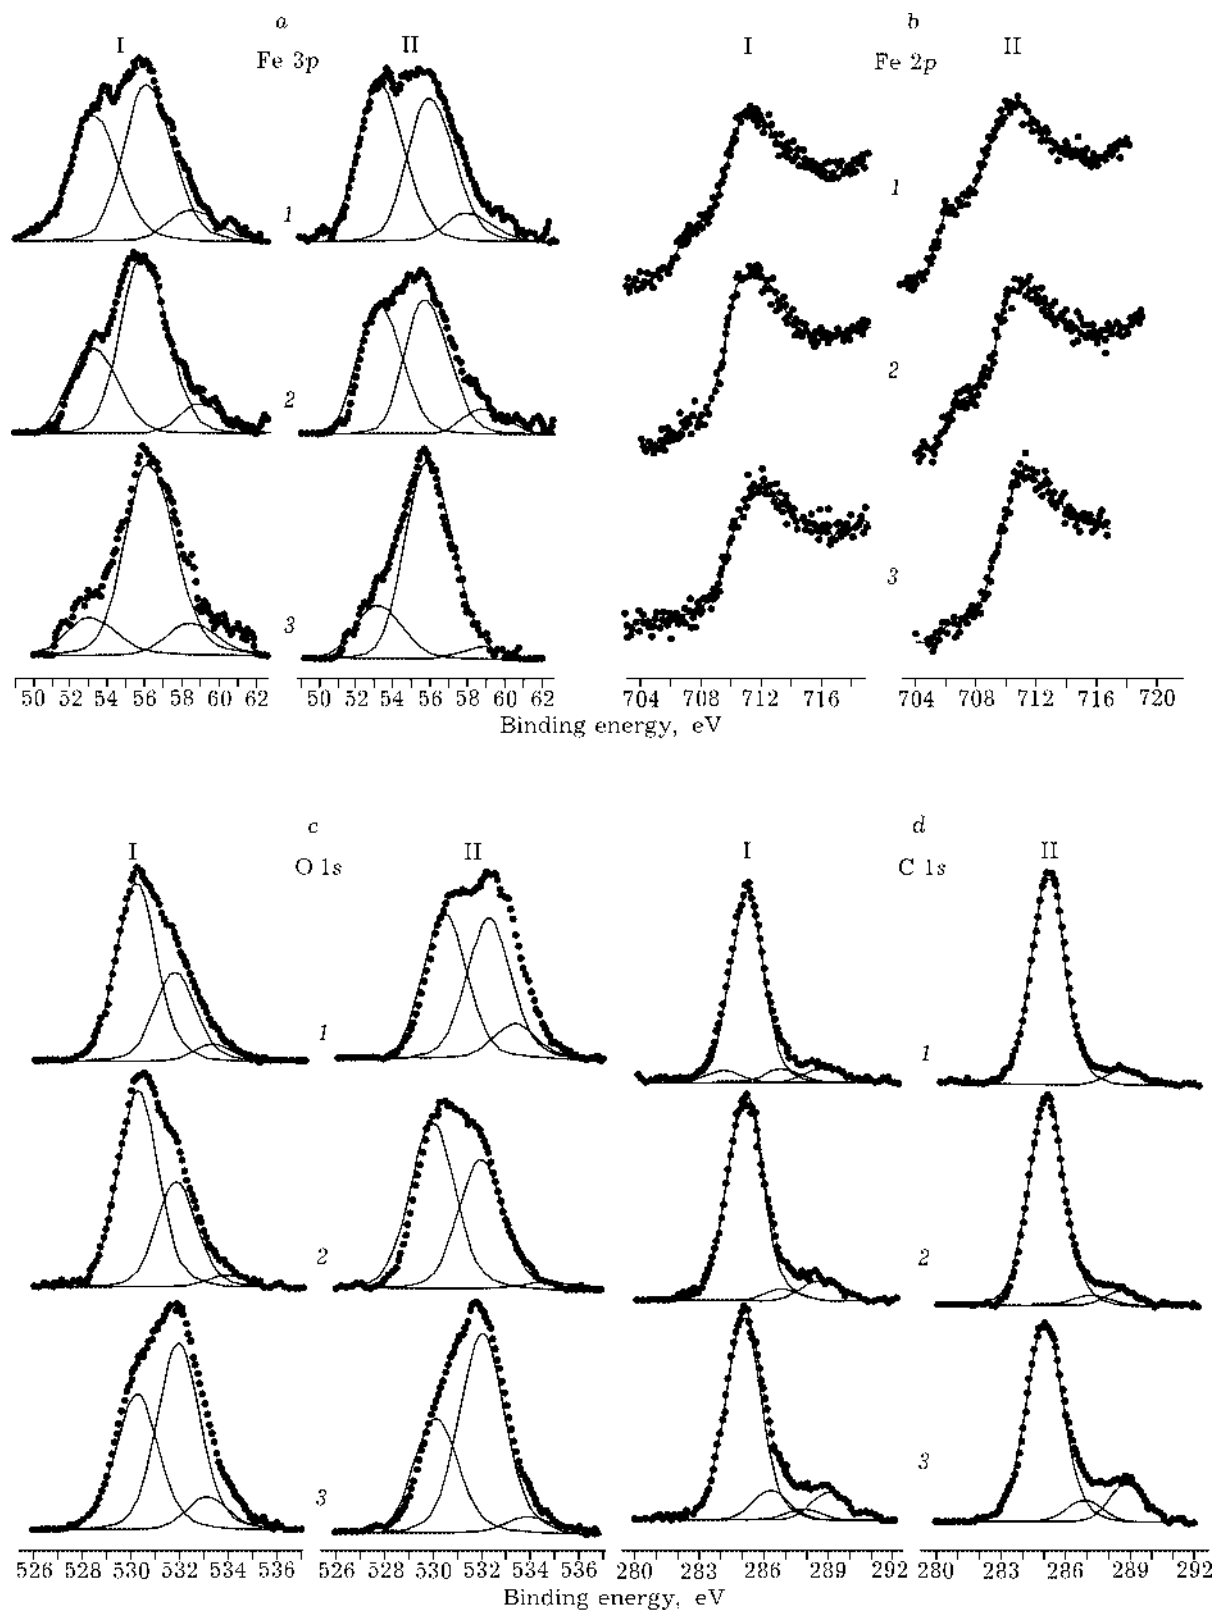 a
I II
Fe 3p
1
2
3
50 52 54 56 58 60 62 50 52 54 56 58 60 62
b
I II
Fe 2p
1
2
3
704 708 712 716 704 708 712 716 720
Binding energy, eV
c
I II
O 1s
1
2
3
526 528 530 532 534 536 526 528 530 532 534 536
d
I II
C 1s
1
2
3
280 283 286 289 292 280 283 286 289 292
Binding energy, eV